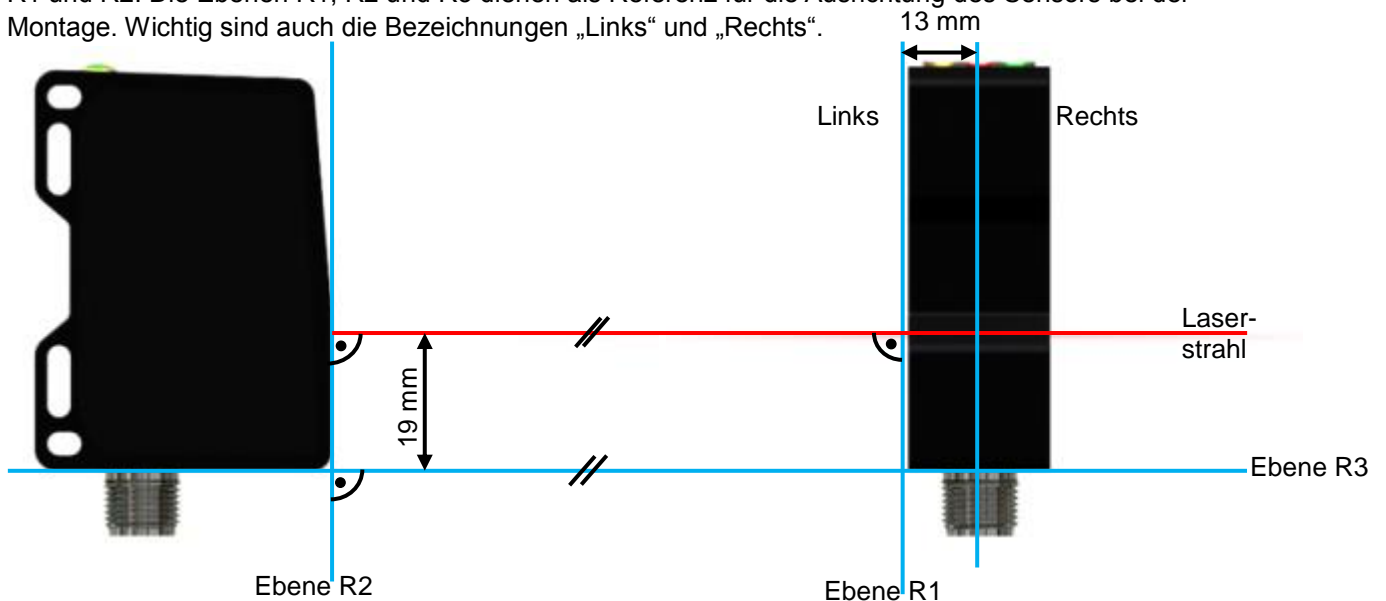 Montage. Wichtig sind auch die Bezeichnungen „Links“ und „Rechts“.
13 mm
Links
Rechts
Laser-
strahl
19 mm
Ebene R3
Ebene R2
Ebene R1